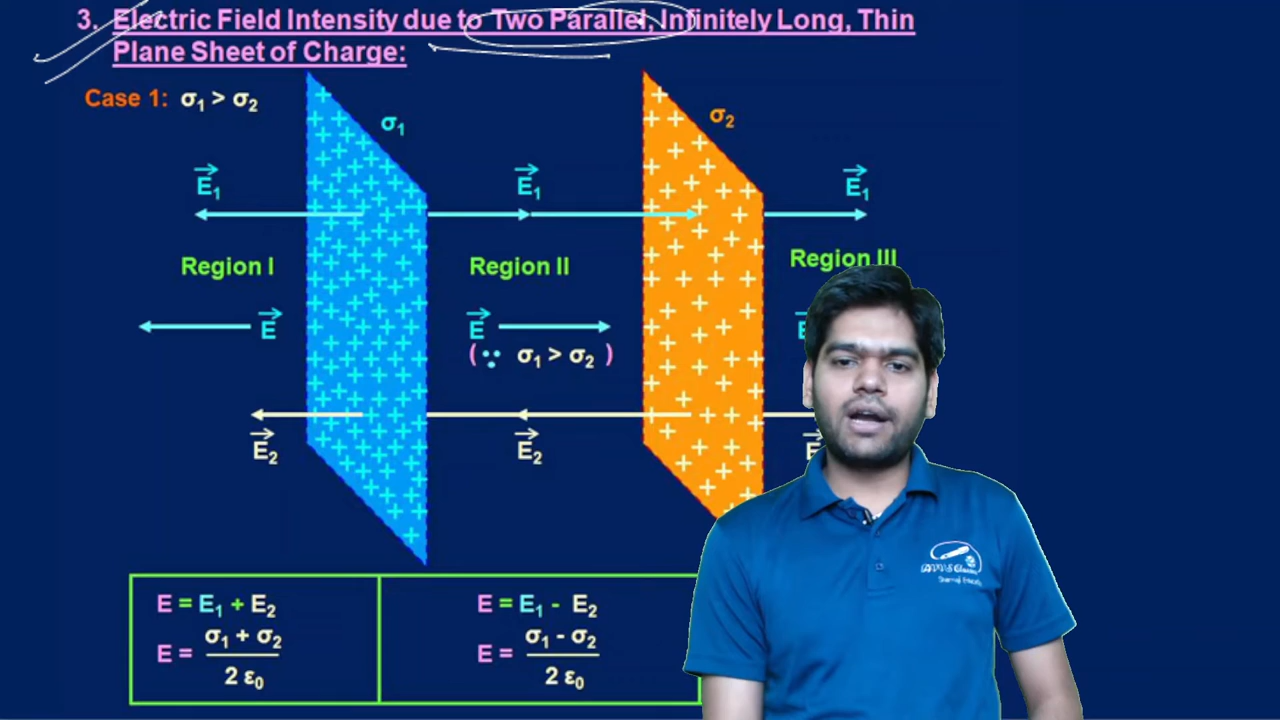 3. Electric Field Intensity due to Two Parallel, Infinitely Long, Thin
Plane Sheet of Charge:
Case 1: σ₁ > σ₂
σ₁
σ₂
E₁
E₁
E₁
Region I
Region II
Region III
E
E
E
( ∵ σ₁ > σ₂ )
E₂
E₂
E = E₁ + E₂
E = E₁ - E₂
E = (σ₁ + σ₂) / 2 ε₀
E = (σ₁ - σ₂) / 2 ε₀